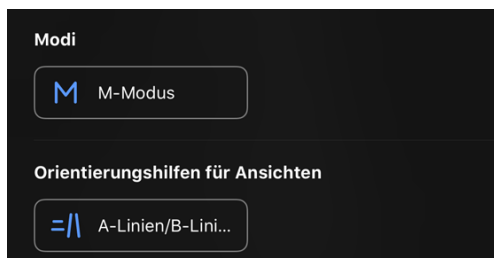 Modi
M-Modus
Orientierungshilfen für Ansichten
A-Linien/B-Lini...